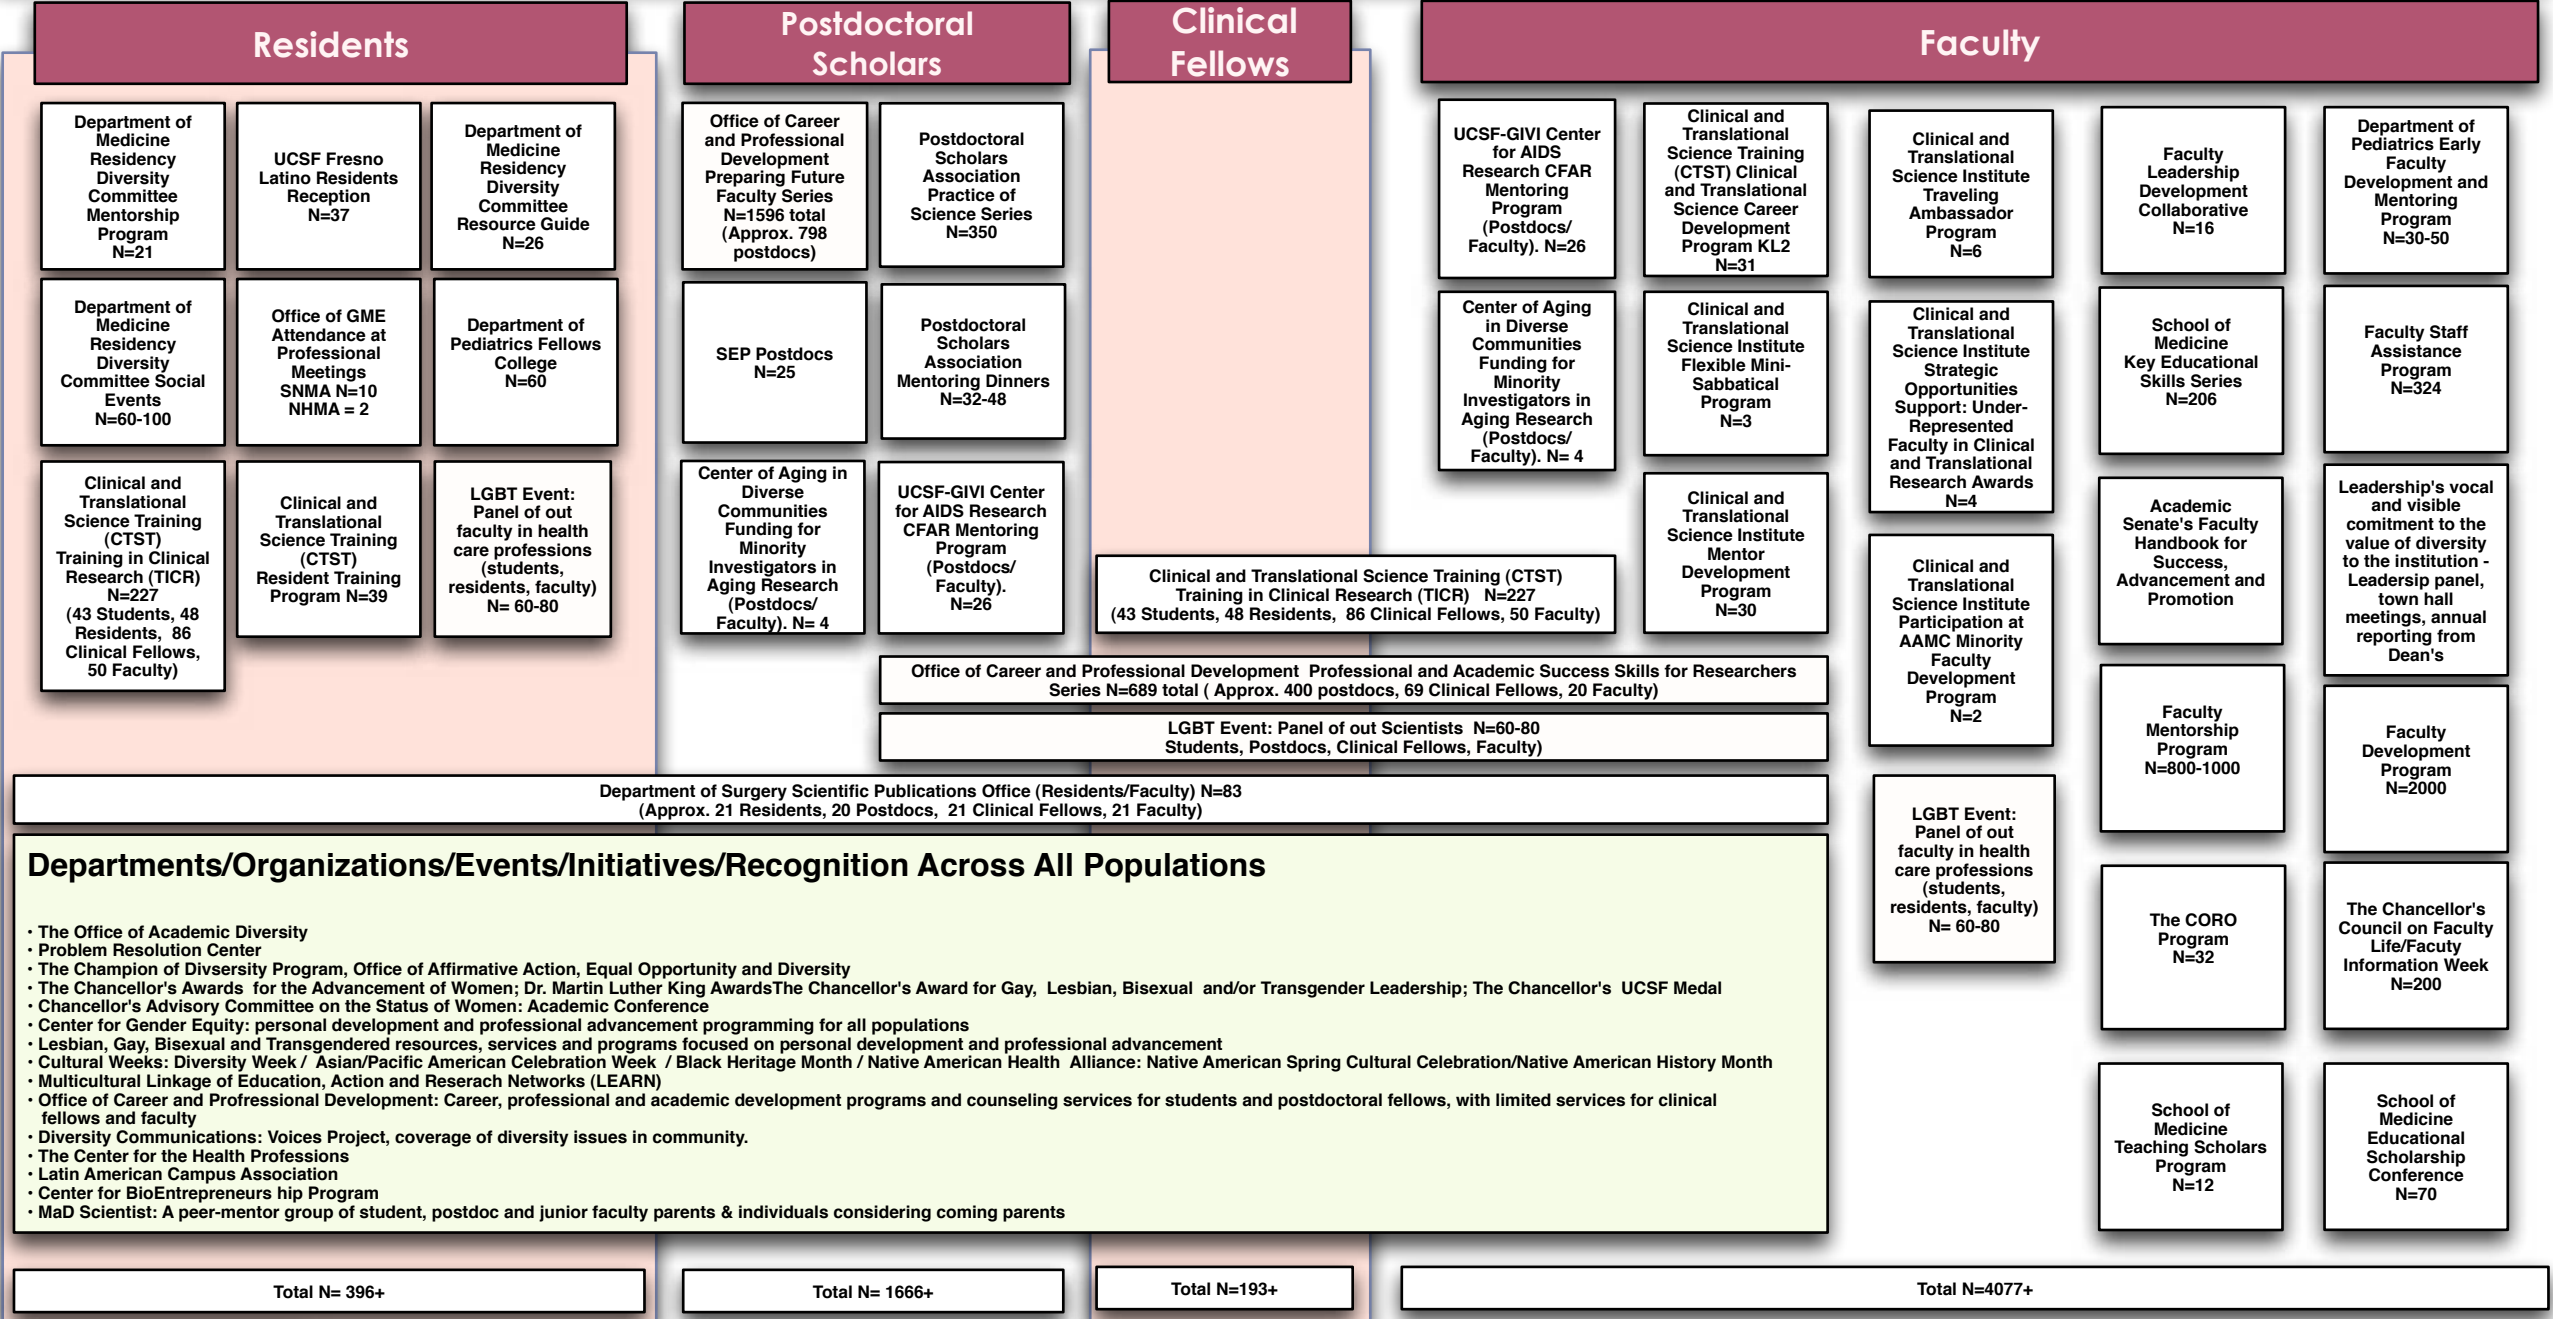 Residents
Postdoctoral
Scholars
Clinical
Fellows
Faculty
Department of
Medicine
Residency
Diversity
Committee
Mentorship
Program
N=21
UCSF Fresno
Latino Residents
Reception
N=37
Department of
Medicine
Residency
Diversity
Committee
Resource Guide
N=26
Department of
Medicine
Residency
Diversity
Committee Social
Events
N=60-100
Office of GME
Attendance at
Professional
Meetings
SNMA N=10
NHMA = 2
Department of
Pediatrics Fellows
College
N=60
Clinical and
Translational
Science Training
(CTST)
Training in Clinical
Research (TICR)
N=227
(43 Students, 48
Residents, 86
Clinical Fellows,
50 Faculty)
Clinical and
Translational
Science Training
(CTST)
Resident Training
Program N=39
LGBT Event:
Panel of out
faculty in health
care professions
(students,
residents, faculty)
N= 60-80
Office of Career
and Professional
Development
Preparing Future
Faculty Series
N=1596 total
(Approx. 798
postdocs)
Postdoctoral
Scholars
Association
Practice of
Science Series
N=350
SEP Postdocs
N=25
Postdoctoral
Scholars
Association
Mentoring Dinners
N=32-48
Center of Aging in
Diverse
Communities
Funding for
Minority
Investigators in
Aging Research
(Postdocs/
Faculty). N= 4
UCSF-GIVI Center
for AIDS Research
CFAR Mentoring
Program
(Postdocs/
Faculty).
N=26
UCSF-GIVI Center
for AIDS
Research CFAR
Mentoring
Program
(Postdocs/
Faculty). N=26
Clinical and
Translational
Science Training
(CTST) Clinical
and Translational
Science Career
Development
Program KL2
N=31
Clinical and
Translational
Science Institute
Traveling
Ambassador
Program
N=6
Faculty
Leadership
Development
Collaborative
N=16
Department of
Pediatrics Early
Faculty
Development and
Mentoring
Program
N=30-50
Center of Aging
in Diverse
Communities
Funding for
Minority
Investigators in
Aging Research
(Postdocs/
Faculty). N= 4
Clinical and
Translational
Science Institute
Flexible Mini-
Sabbatical
Program
N=3
Clinical and
Translational
Science Institute
Strategic
Opportunities
Support: Under-
Represented
Faculty in Clinical
and Translational
Research Awards
N=4
School of
Medicine
Key Educational
Skills Series
N=206
Faculty Staff
Assistance
Program
N=324
Clinical and
Translational
Science Institute
Mentor
Development
Program
N=30
Clinical and
Translational
Science Institute
Participation at
AAMC Minority
Faculty
Development
Program
N=2
Academic
Senate's Faculty
Handbook for
Success,
Advancement and
Promotion
Leadership's vocal
and visible
comitment to the
value of diversity
to the institution -
Leadersip panel,
town hall
meetings, annual
reporting from
Dean's
Clinical and Translational Science Training (CTST)
Training in Clinical Research (TICR) N=227
(43 Students, 48 Residents, 86 Clinical Fellows, 50 Faculty)
Office of Career and Professional Development Professional and Academic Success Skills for Researchers
Series N=689 total ( Approx. 400 postdocs, 69 Clinical Fellows, 20 Faculty)
LGBT Event: Panel of out Scientists N=60-80
Students, Postdocs, Clinical Fellows, Faculty)
Department of Surgery Scientific Publications Office (Residents/Faculty) N=83
(Approx. 21 Residents, 20 Postdocs, 21 Clinical Fellows, 21 Faculty)
Faculty
Mentorship
Program
N=800-1000
Faculty
Development
Program
N=2000
LGBT Event:
Panel of out
faculty in health
care professions
(students,
residents, faculty)
N= 60-80
The CORO
Program
N=32
The Chancellor's
Council on Faculty
Life/Facuty
Information Week
N=200
School of
Medicine
Teaching Scholars
Program
N=12
School of
Medicine
Educational
Scholarship
Conference
N=70
Departments/Organizations/Events/Initiatives/Recognition Across All Populations
• The Office of Academic Diversity
• Problem Resolution Center
• The Champion of Divsersity Program, Office of Affirmative Action, Equal Opportunity and Diversity
• The Chancellor's Awards for the Advancement of Women; Dr. Martin Luther King AwardsThe Chancellor's Award for Gay, Lesbian, Bisexual and/or Transgender Leadership; The Chancellor's UCSF Medal
• Chancellor's Advisory Committee on the Status of Women: Academic Conference
• Center for Gender Equity: personal development and professional advancement programming for all populations
• Lesbian, Gay, Bisexual and Transgendered resources, services and programs focused on personal development and professional advancement
• Cultural Weeks: Diversity Week / Asian/Pacific American Celebration Week / Black Heritage Month / Native American Health Alliance: Native American Spring Cultural Celebration/Native American History Month
• Multicultural Linkage of Education, Action and Reserach Networks (LEARN)
• Office of Career and Profressional Development: Career, professional and academic development programs and counseling services for students and postdoctoral fellows, with limited services for clinical
fellows and faculty
• Diversity Communications: Voices Project, coverage of diversity issues in community.
• The Center for the Health Professions
• Latin American Campus Association
• Center for BioEntrepreneurs hip Program
• MaD Scientist: A peer-mentor group of student, postdoc and junior faculty parents & individuals considering coming parents
Total N= 396+
Total N= 1666+
Total N=193+
Total N=4077+